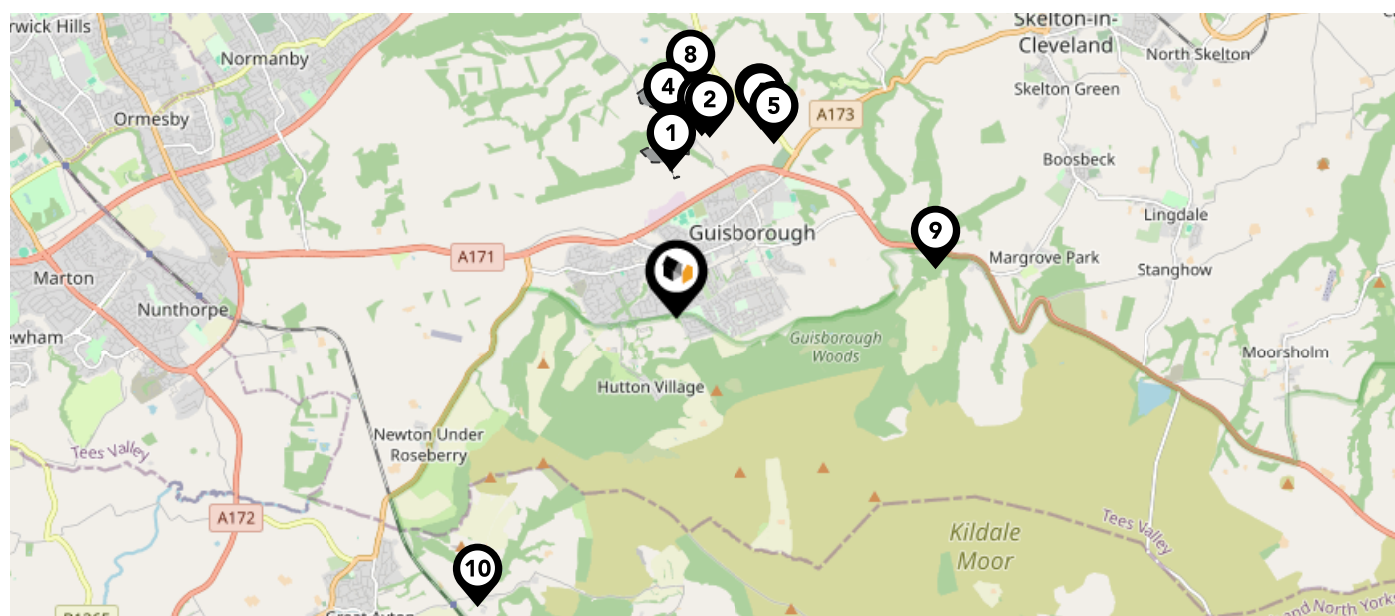 rwick Hills
Skelton-in-
Cleveland
North Skelton
Normanby
8
4
2
5
Skelton Green
A173
Ormesby
1
Boosbeck
Lingdale
Guisborough
9
A171
Margrove Park
Marton
Stanghow
Nunthorpe
ewham
Guisborough
Woods
Moorsholm
Hutton Village
Newton Under
Roseberry
Tees Valley
A172
Tees Valley
Kildale
Moor
10
and North York